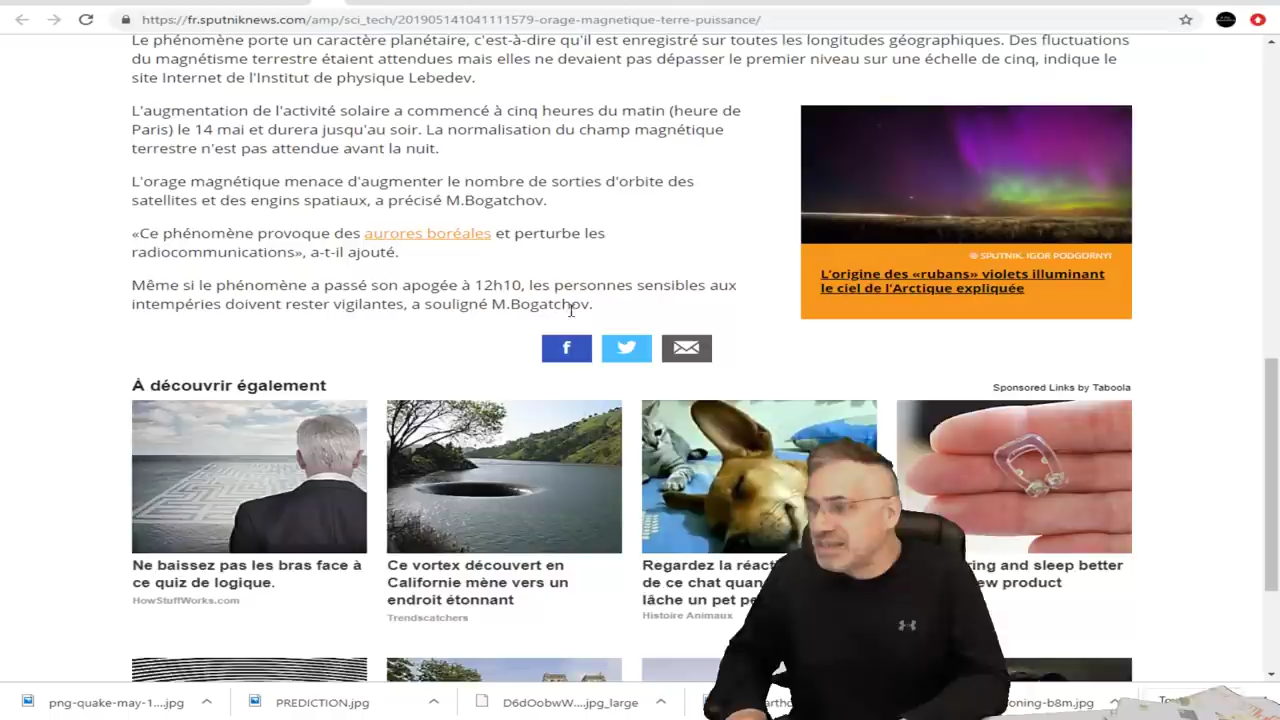 https://fr.sputniknews.com/amp/sci_tech/201905141041111579-orage-magnetique-terre-puissance/
Le phénomène porte un caractère planétaire, c'est-à-dire qu'il est enregistré sur toutes les longitudes géographiques. Des fluctuations
du magnétisme terrestre étaient attendues mais elles ne devaient pas dépasser le premier niveau sur une échelle de cinq, indique le
site Internet de l'Institut de physique Lebedev.
L'augmentation de l'activité solaire a commencé à cinq heures du matin (heure de
Paris) le 14 mai et durera jusqu'au soir. La normalisation du champ magnétique
terrestre n'est pas attendue avant la nuit.
L'orage magnétique menace d'augmenter le nombre de sorties d'orbite des
satellites et des engins spatiaux, a précisé M.Bogatchov.
«Ce phénomène provoque des aurores boréales et perturbe les
radiocommunications», a-t-il ajouté.
Même si le phénomène a passé son apogée à 12h10, les personnes sensibles aux
intempéries doivent rester vigilantes, a souligné M.Bogatchov.
© SPUTNIK. IGOR PODGORNYI
L'origine des «rubans» violets illuminant
le ciel de l'Arctique expliquée
f
À découvrir également
Sponsored Links by Taboola
Ne baissez pas les bras face à
ce quiz de logique.
HowStuffWorks.com
Ce vortex découvert en
Californie mène vers un
endroit étonnant
Trendscatchers
Regardez la réact
de ce chat quan
lâche un pet p
Histoire Animaux
ring and sleep better
ew product
png-quake-may-1....jpg
PREDICTION.jpg
D6dOobwW....jpg_large
oning-b8m.jpg